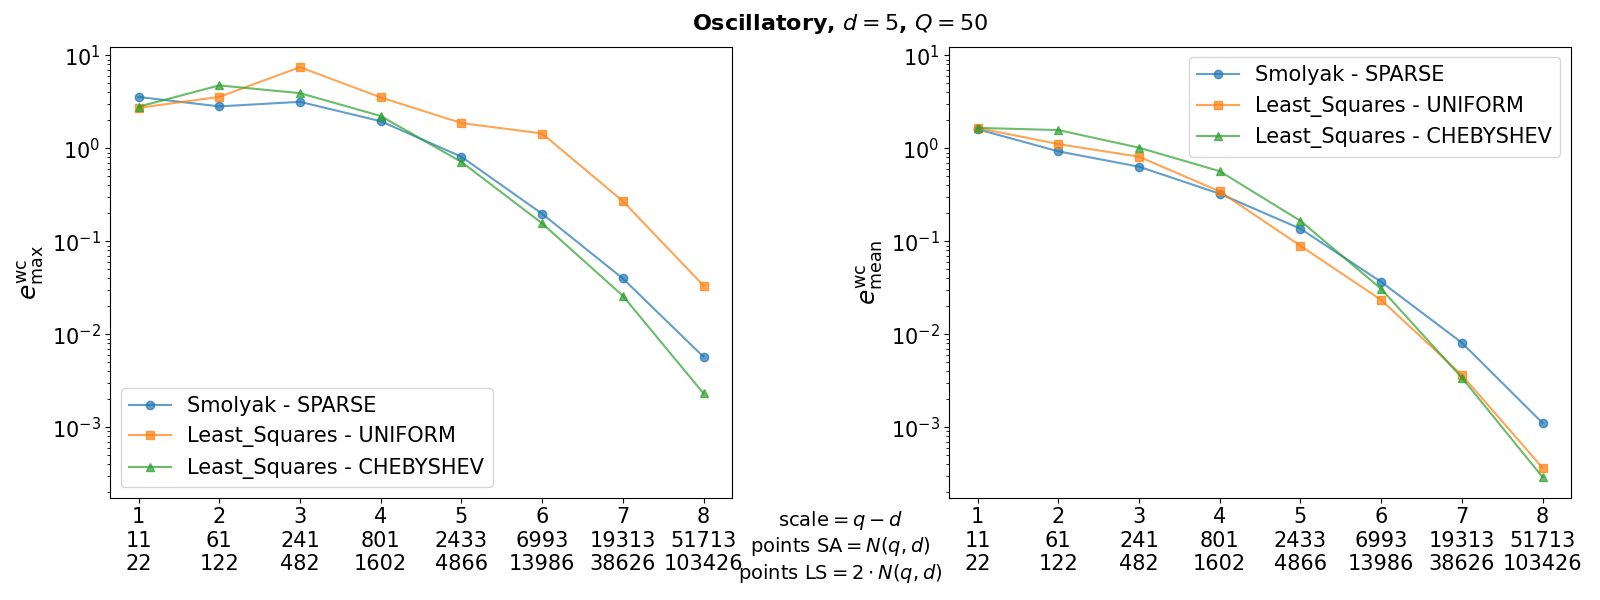 Oscillatory, d = 5, Q = 50
10^1
10^0
10^-1
10^-2
10^-3
e^wc_max
Smolyak - SPARSE
Least_Squares - UNIFORM
Least_Squares - CHEBYSHEV
1 2 3 4 5 6 7 8
11 61 241 801 2433 6993 19313 51713
22 122 482 1602 4866 13986 38626 103426
scale = q − d
points SA = N(q, d)
points LS = 2 · N(q, d)
10^1
10^0
10^-1
10^-2
10^-3
e^wc_mean
Smolyak - SPARSE
Least_Squares - UNIFORM
Least_Squares - CHEBYSHEV
1 2 3 4 5 6 7 8
11 61 241 801 2433 6993 19313 51713
22 122 482 1602 4866 13986 38626 103426